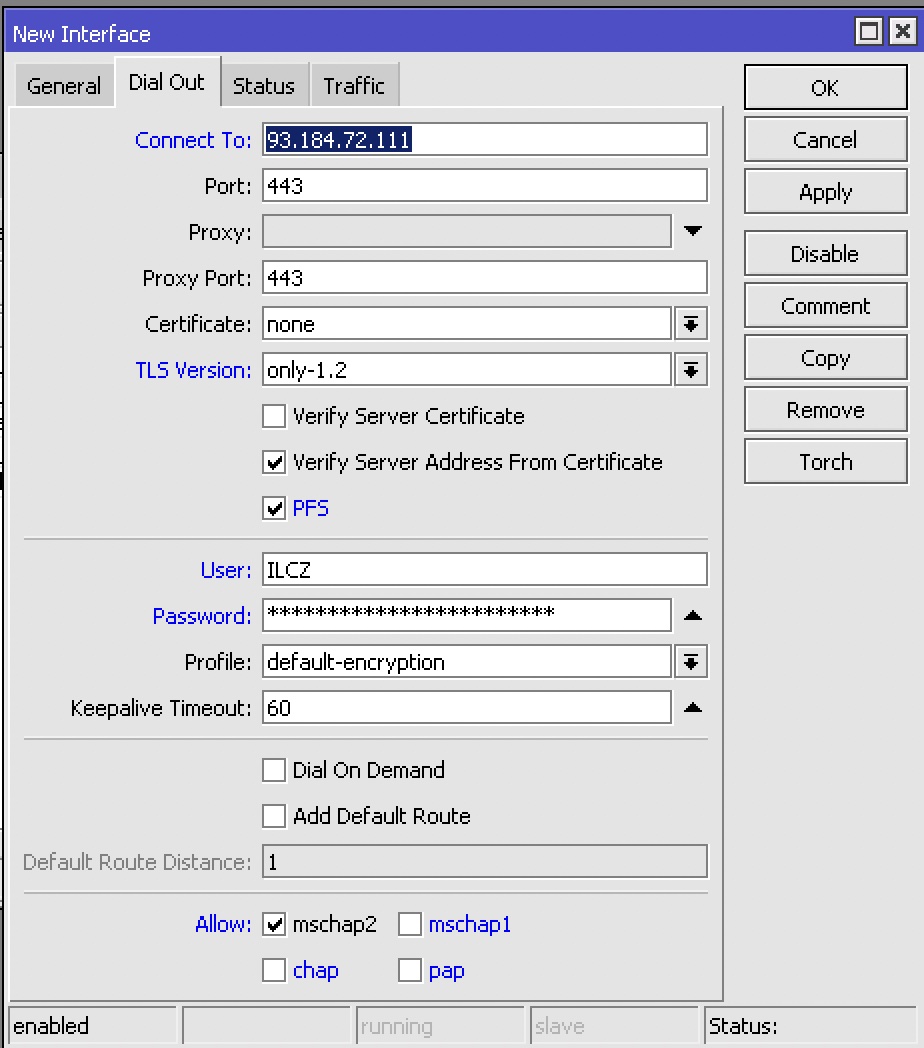 New Interface
General Dial Out Status Traffic
Connect To: 93.184.72.111
Port: 443
Proxy:
Proxy Port: 443
Certificate: none
TLS Version: only-1.2
Verify Server Certificate
Verify Server Address From Certificate
PFS
User: ILCZ
Password: ************************
Profile: default-encryption
Keepalive Timeout: 60
Dial On Demand
Add Default Route
Default Route Distance: 1
Allow: mschap2 mschap1
chap pap
OK
Cancel
Apply
Disable
Comment
Copy
Remove
Torch
enabled running slave Status: